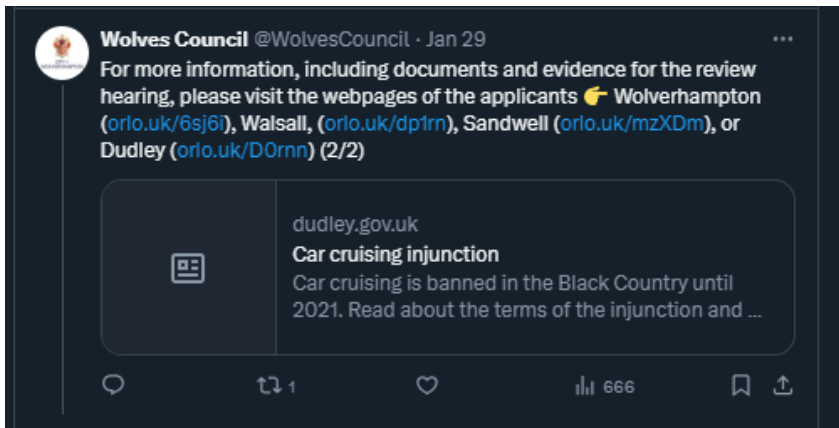 Wolves Council @WolvesCouncil · Jan 29
For more information, including documents and evidence for the review
hearing, please visit the webpages of the applicants 👉 Wolverhampton
(orlo.uk/6sj6i), Walsall, (orlo.uk/dp1rn), Sandwell (orlo.uk/mzXDm), or
Dudley (orlo.uk/D0rnn) (2/2)
dudley.gov.uk
Car cruising injunction
Car cruising is banned in the Black Country until
2021. Read about the terms of the injunction and ...
1
666